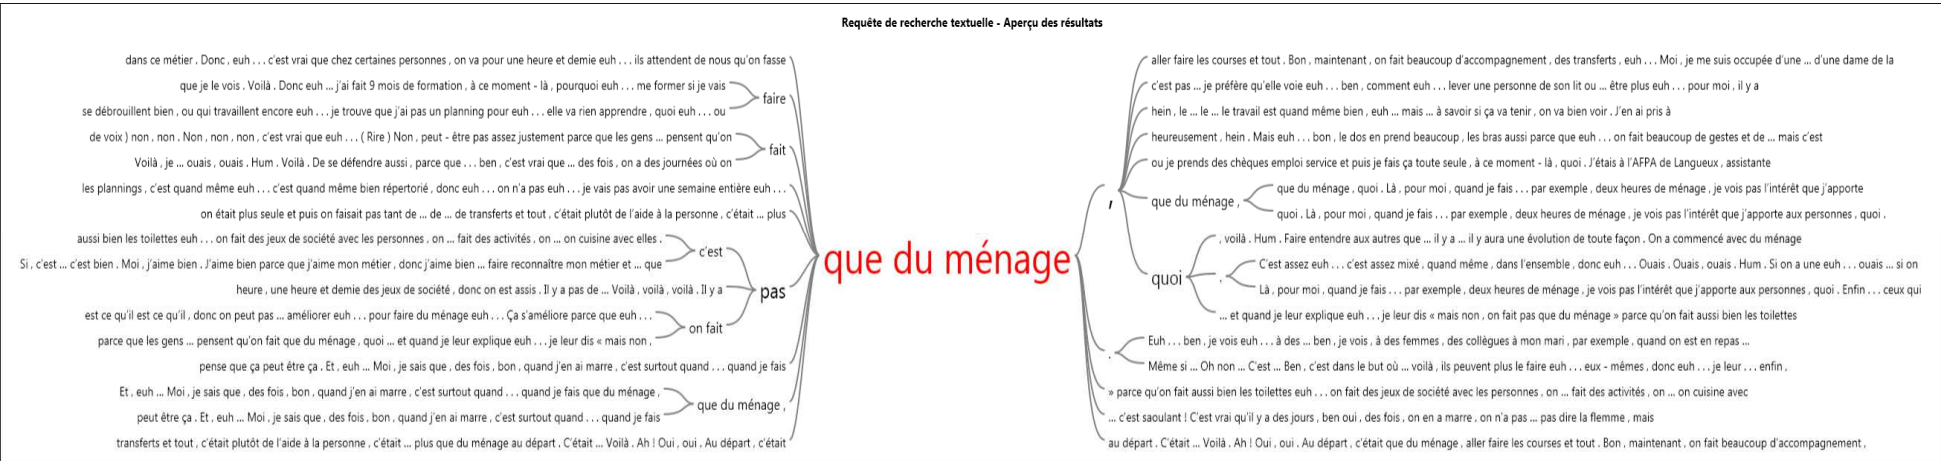 Requête de recherche textuelle - Aperçu des résultats
dans ce métier . Donc , euh . . . c'est vrai que chez certaines personnes , on va pour une heure et demie euh . . . ils attendent de nous qu'on fasse
que je le vois . Voilà . Donc euh ... j'ai fait 9 mois de formation , à ce moment - là , pourquoi euh . . . me former si je vais
faire
se débrouillent bien , ou qui travaillent encore euh . . . je trouve que j'ai pas un planning pour euh . . . elle va rien apprendre , quoi euh . . . ou
de voix ) non , non . Non , non , non , c'est vrai que euh . . . ( Rire ) Non , peut - être pas assez justement parce que les gens ... pensent qu'on
fait
Voilà , je ... ouais , ouais . Hum . Voilà . De se défendre aussi , parce que . . . ben , c'est vrai que ... des fois , on a des journées où on
les plannings , c'est quand même euh . . . c'est quand même bien répertorié , donc euh . . . on n'a pas euh . . . je vais pas avoir une semaine entière euh . . .
on était plus seule et puis on faisait pas tant de ... de ... de transferts et tout , c'était plutôt de l'aide à la personne , c'était ... plus
aussi bien les toilettes euh . . . on fait des jeux de société avec les personnes , on ... fait des activités , on ... on cuisine avec elles .
c'est
Si , c'est ... c'est bien . Moi , j'aime bien . J'aime bien parce que j'aime mon métier , donc j'aime bien ... faire reconnaître mon métier et ... que
heure , une heure et demie des jeux de société , donc on est assis . Il y a pas de ... Voilà , voilà , voilà . Il y a
pas
est ce qu'il est ce qu'il , donc on peut pas ... améliorer euh . . . pour faire du ménage euh . . . Ça s'améliore parce que euh . . .
on fait
parce que les gens ... pensent qu'on fait que du ménage , quoi ... et quand je leur explique euh . . . je leur dis « mais non ,
pense que ça peut être ça . Et , euh ... Moi , je sais que , des fois , bon , quand j'en ai marre , c'est surtout quand . . . quand je fais
Et , euh ... Moi , je sais que , des fois , bon , quand j'en ai marre , c'est surtout quand . . . quand je fais que du ménage ,
que du ménage ,
peut être ça . Et , euh ... Moi , je sais que , des fois , bon , quand j'en ai marre , c'est surtout quand . . . quand je fais
transferts et tout , c'était plutôt de l'aide à la personne , c'était ... plus que du ménage au départ . C'était ... Voilà . Ah ! Oui , oui . Au départ , c'était
que du ménage
,
aller faire les courses et tout . Bon , maintenant , on fait beaucoup d'accompagnement , des transferts , euh . . . Moi , je me suis occupée d'une ... d'une dame de la
c'est pas ... je préfère qu'elle voie euh . . . ben , comment euh . . . lever une personne de son lit ou ... être plus euh . . . pour moi , il y a
hein , le ... le ... le travail est quand même bien , euh ... mais ... à savoir si ça va tenir , on va bien voir . J'en ai pris à
heureusement , hein . Mais euh . . . bon , le dos en prend beaucoup , les bras aussi parce que euh . . . on fait beaucoup de gestes et de ... mais c'est
ou je prends des chèques emploi service et puis je fais ça toute seule , à ce moment - là , quoi . J'étais à l'AFPA de Langueux , assistante
que du ménage ,
que du ménage , quoi . Là , pour moi , quand je fais . . . par exemple , deux heures de ménage , je vois pas l'intérêt que j'apporte
quoi . Là , pour moi , quand je fais . . . par exemple , deux heures de ménage , je vois pas l'intérêt que j'apporte aux personnes , quoi .
quoi
, voilà . Hum . Faire entendre aux autres que ... il y a ... il y aura une évolution de toute façon . On a commencé avec du ménage
.
C'est assez euh . . . c'est assez mixé , quand même , dans l'ensemble , donc euh . . . Ouais . Ouais , ouais . Hum . Si on a une euh . . . ouais ... si on
Là , pour moi , quand je fais . . . par exemple , deux heures de ménage , je vois pas l'intérêt que j'apporte aux personnes , quoi . Enfin . . . ceux qui
... et quand je leur explique euh . . . je leur dis « mais non , on fait pas que du ménage » parce qu'on fait aussi bien les toilettes
.
Euh . . . ben , je vois euh . . . à des ... ben , je vois , à des femmes , des collègues à mon mari , par exemple , quand on est en repas ...
Même si ... Oh non ... C'est ... Ben , c'est dans le but où ... voilà , ils peuvent plus le faire euh . . . eux - mêmes , donc euh . . . je leur . . . enfin ,
» parce qu'on fait aussi bien les toilettes euh . . . on fait des jeux de société avec les personnes , on ... fait des activités , on ... on cuisine avec
... c'est saoulant ! C'est vrai qu'il y a des jours , ben oui , des fois , on en a marre , on n'a pas ... pas dire la flemme , mais
au départ . C'était ... Voilà . Ah ! Oui , oui . Au départ , c'était que du ménage , aller faire les courses et tout . Bon , maintenant , on fait beaucoup d'accompagnement ,